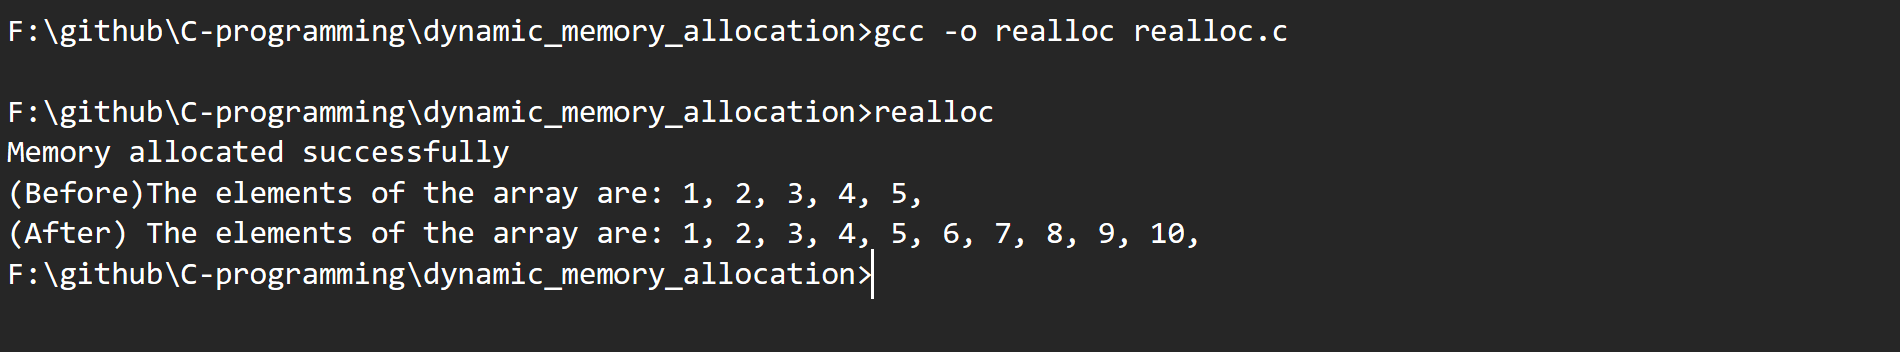 F:\github\C-programming\dynamic_memory_allocation>gcc -o realloc realloc.c
F:\github\C-programming\dynamic_memory_allocation>realloc
Memory allocated successfully
(Before)The elements of the array are: 1, 2, 3, 4, 5,
(After) The elements of the array are: 1, 2, 3, 4, 5, 6, 7, 8, 9, 10,
F:\github\C-programming\dynamic_memory_allocation>